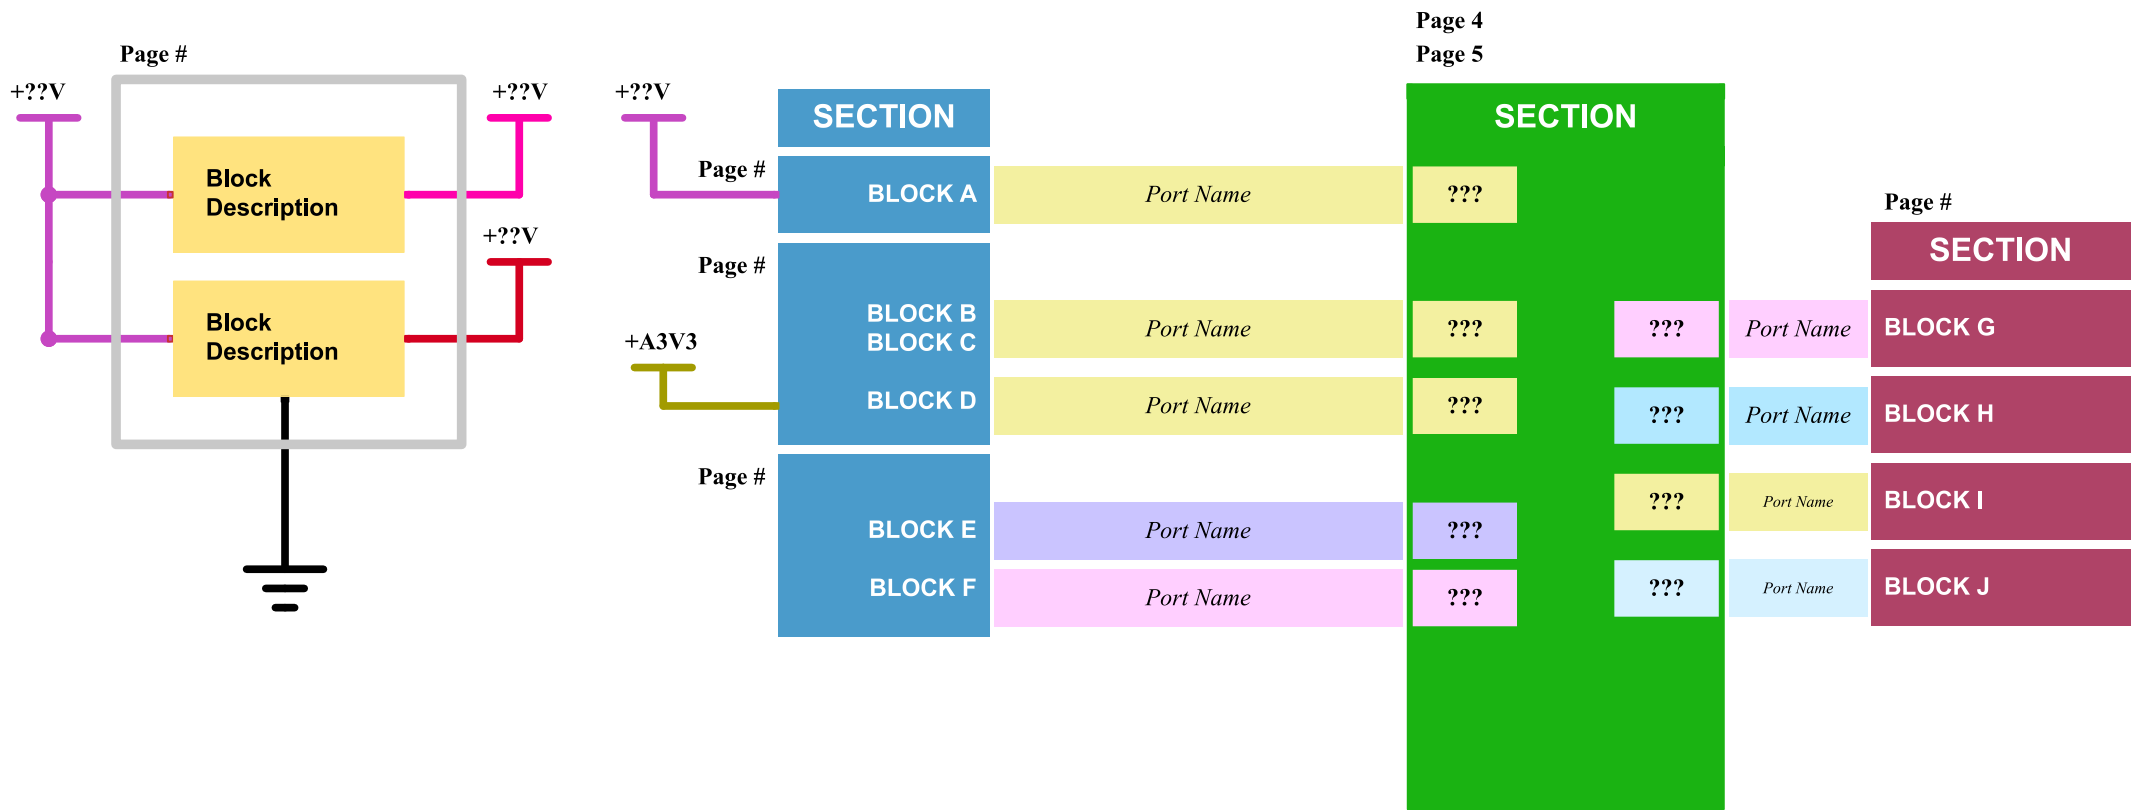 Page #
+??V
+??V
Block
Description
+??V
Block
Description
+??V
SECTION
Page #
BLOCK A
Port Name
???
Page #
BLOCK B
BLOCK C
Port Name
???
+A3V3
BLOCK D
Port Name
???
Page #
BLOCK E
Port Name
???
BLOCK F
Port Name
???
Page 4
Page 5
SECTION
Page #
SECTION
???
Port Name
BLOCK G
???
Port Name
BLOCK H
???
Port Name
BLOCK I
???
Port Name
BLOCK J